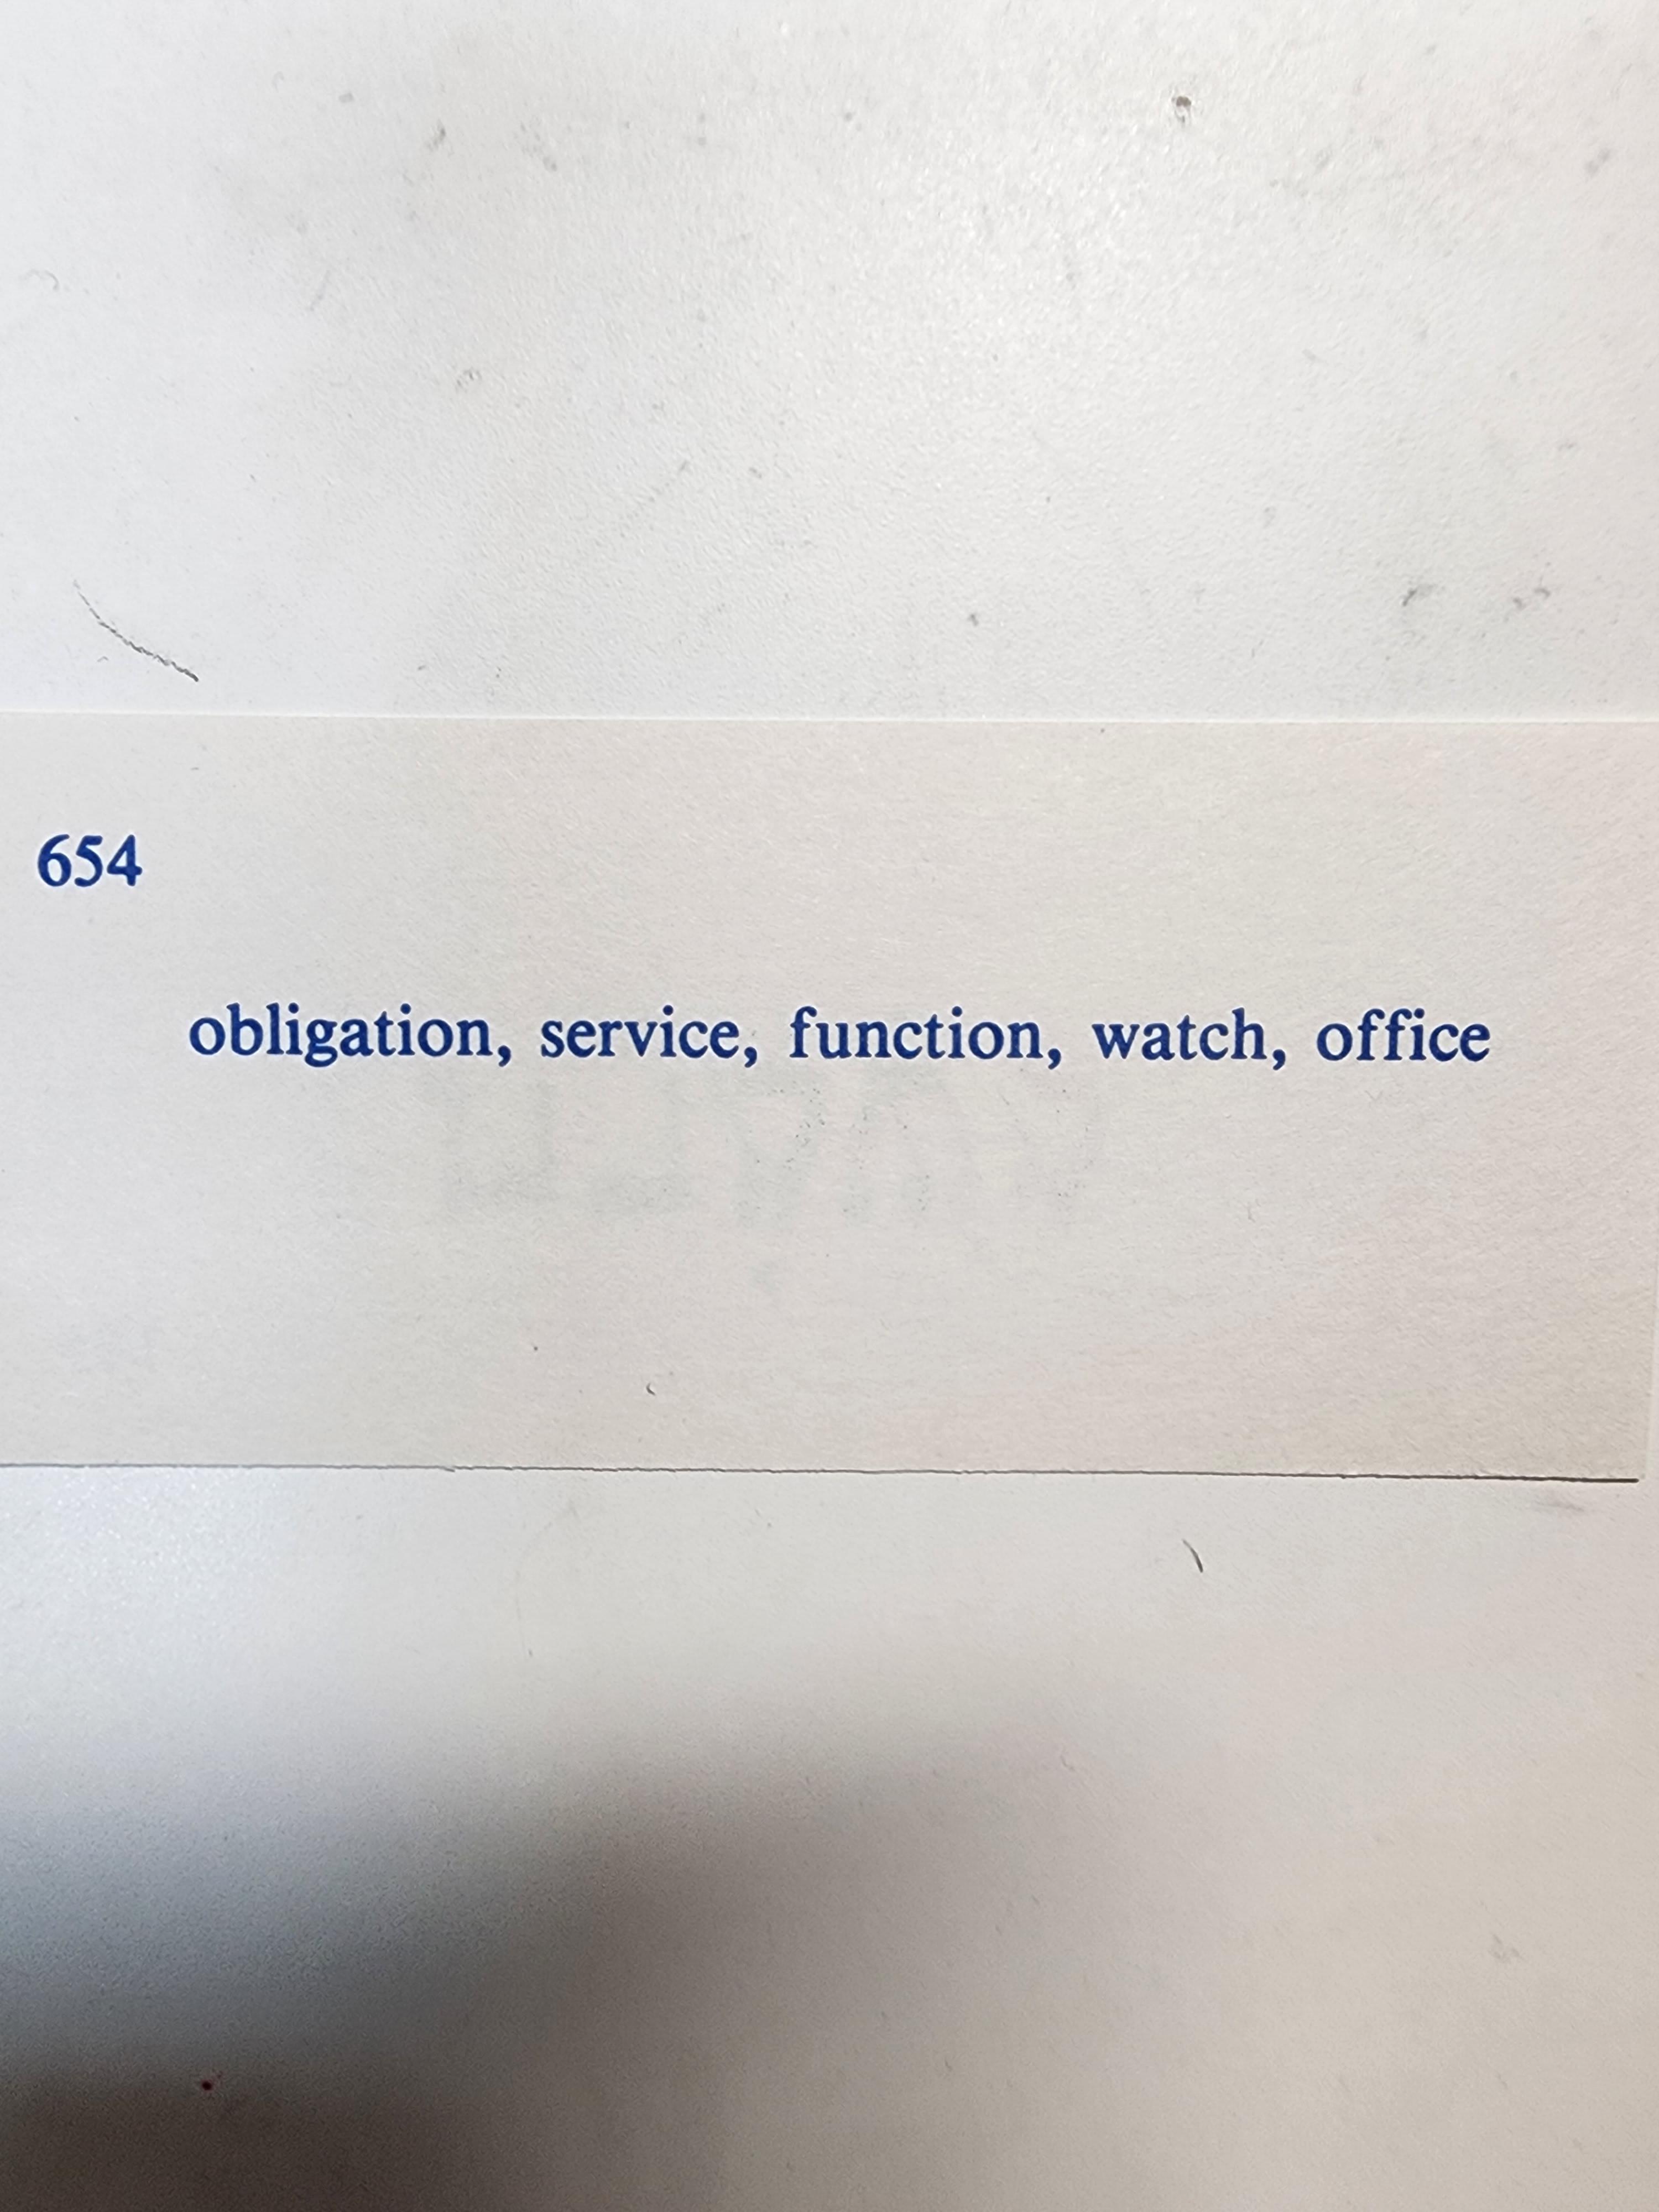 654
obligation, service, function, watch, office